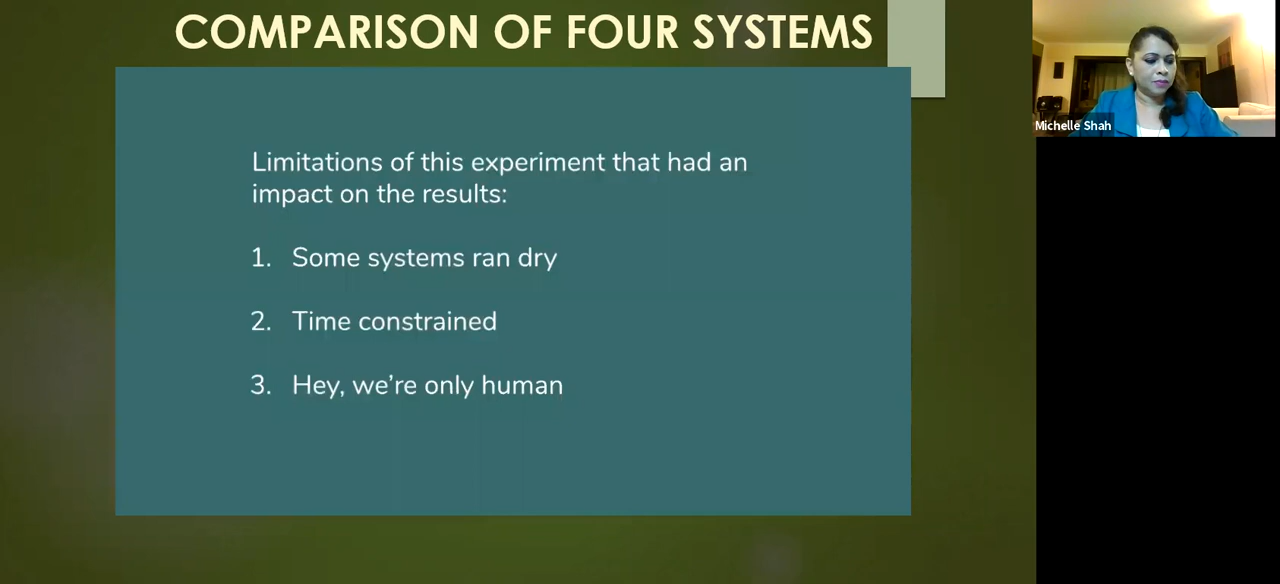 COMPARISON OF FOUR SYSTEMS
Limitations of this experiment that had an
impact on the results:
1. Some systems ran dry
2. Time constrained
3. Hey, we're only human
Michelle Shah